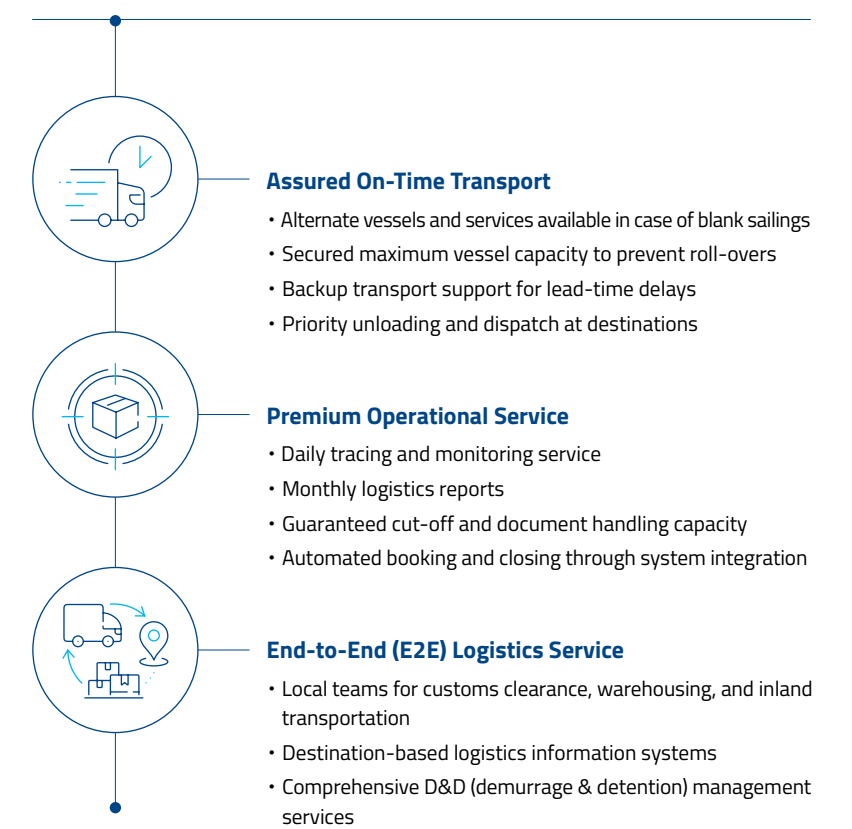 Assured On-Time Transport
· Alternate vessels and services available in case of blank sailings
· Secured maximum vessel capacity to prevent roll-overs
· Backup transport support for lead-time delays
· Priority unloading and dispatch at destinations
Premium Operational Service
· Daily tracing and monitoring service
· Monthly logistics reports
· Guaranteed cut-off and document handling capacity
· Automated booking and closing through system integration
End-to-End (E2E) Logistics Service
· Local teams for customs clearance, warehousing, and inland
transportation
· Destination-based logistics information systems
· Comprehensive D&D (demurrage & detention) management
services